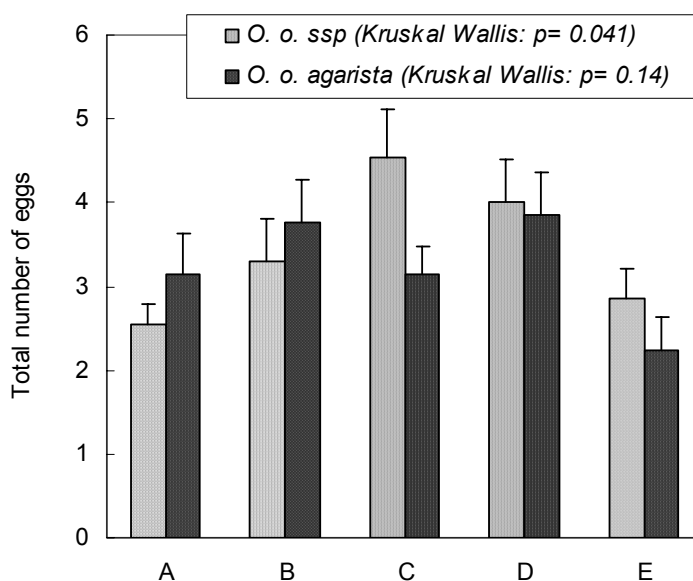 6
O. o. ssp (Kruskal Wallis: p= 0.041)
O. o. agarista (Kruskal Wallis: p= 0.14)
5
4
3
2
1
0
Total number of eggs
A B C D E